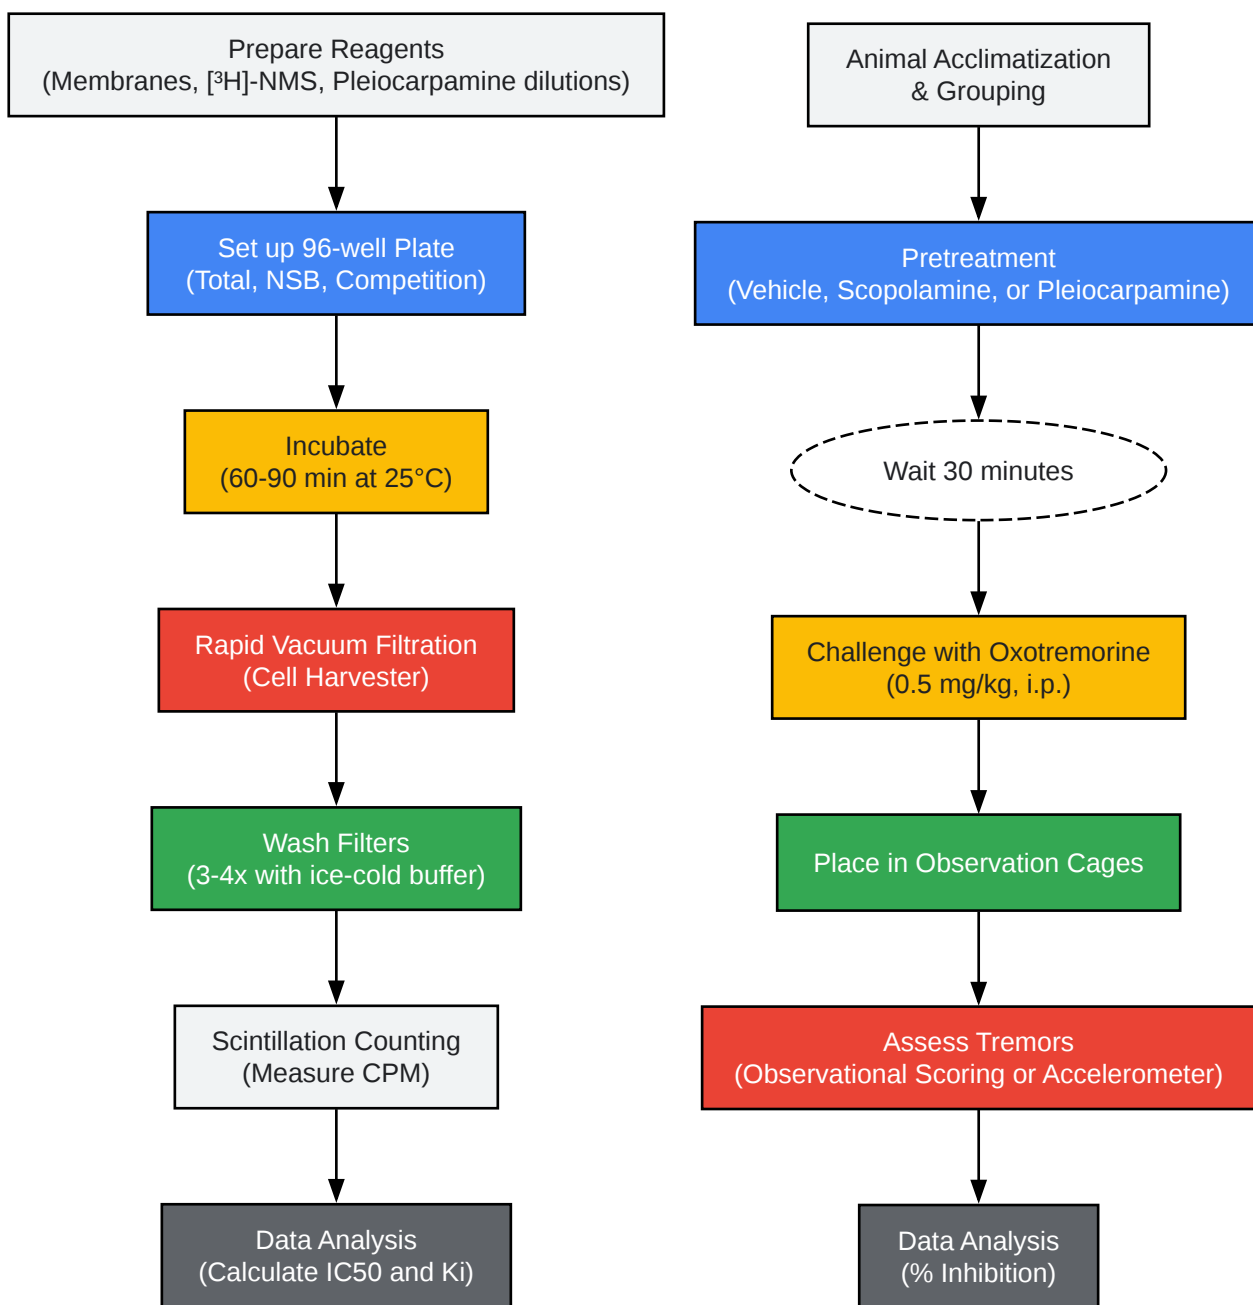 Prepare Reagents
(Membranes, [³H]-NMS, Pleiocarpamine dilutions)
Set up 96-well Plate
(Total, NSB, Competition)
Incubate
(60-90 min at 25°C)
Rapid Vacuum Filtration
(Cell Harvester)
Wash Filters
(3-4x with ice-cold buffer)
Scintillation Counting
(Measure CPM)
Data Analysis
(Calculate IC50 and Ki)
Animal Acclimatization
& Grouping
Pretreatment
(Vehicle, Scopolamine, or Pleiocarpamine)
Wait 30 minutes
Challenge with Oxotremorine
(0.5 mg/kg, i.p.)
Place in Observation Cages
Assess Tremors
(Observational Scoring or Accelerometer)
Data Analysis
(% Inhibition)